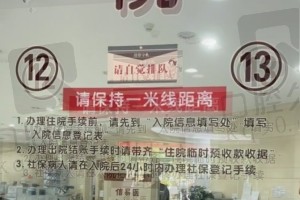 请自觉排队
12
13
请保持一米线距离
1.办理住院手续前，请先到“入院信息填写处”填写
入院信息登记表
2.办理出院结账手续时请带齐“住院临时预收款收据
3.社保病人请在入院后24小时内办理社保登记手续